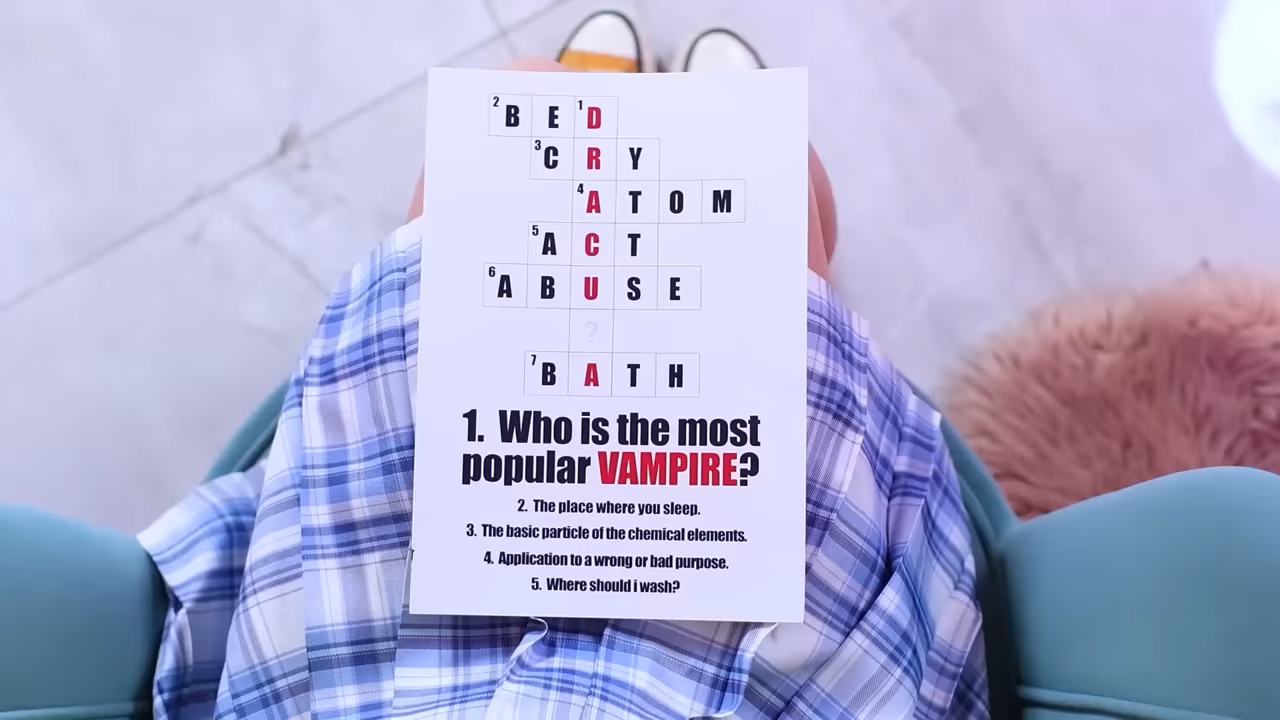 2 B E 1 D
3 C R Y
4 A T O M
5 A C T
6 A B U S E
?
7 B A T H
1. Who is the most
popular VAMPIRE?
2. The place where you sleep.
3. The basic particle of the chemical elements.
4. Application to a wrong or bad purpose.
5. Where should i wash?